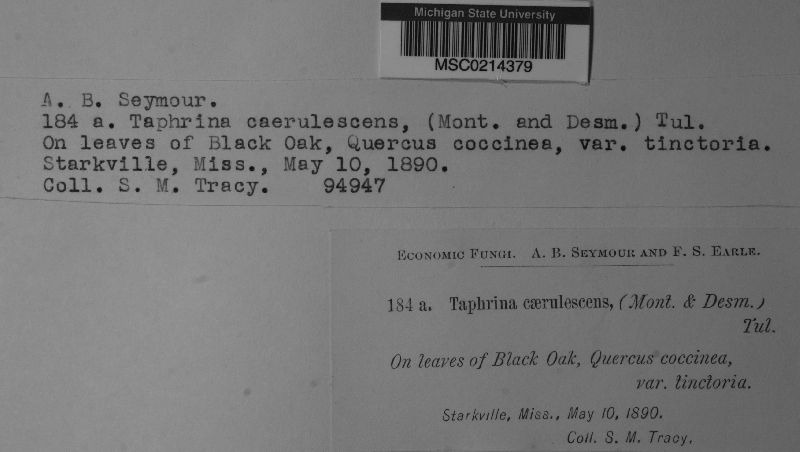 Michigan State University
MSC0214379
A. B. Seymour.
184 a. Taphrina caerulescens, (Mont. and Desm.) Tul.
On leaves of Black Oak, Quercus coccinea, var. tinctoria.
Starkville, Miss., May 10, 1890.
Coll. S. M. Tracy. 94947
Economic Fungi. A. B. Seymour and F. S. Earle.
184 a. Taphrina cærulescens, (Mont. & Desm.)
Tul.
On leaves of Black Oak, Quercus coccinea,
var. tinctoria.
Starkville, Miss., May 10, 1890.
Coll. S. M. Tracy.